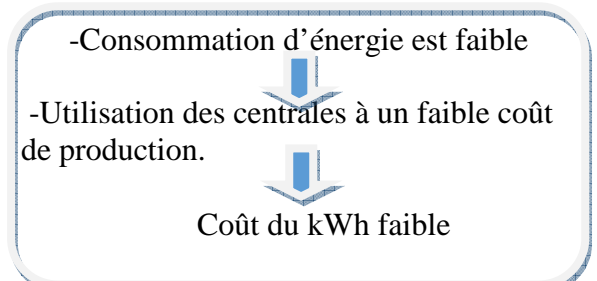 -Consommation d’énergie est faible
-Utilisation des centrales à un faible coût
de production.
Coût du kWh faible